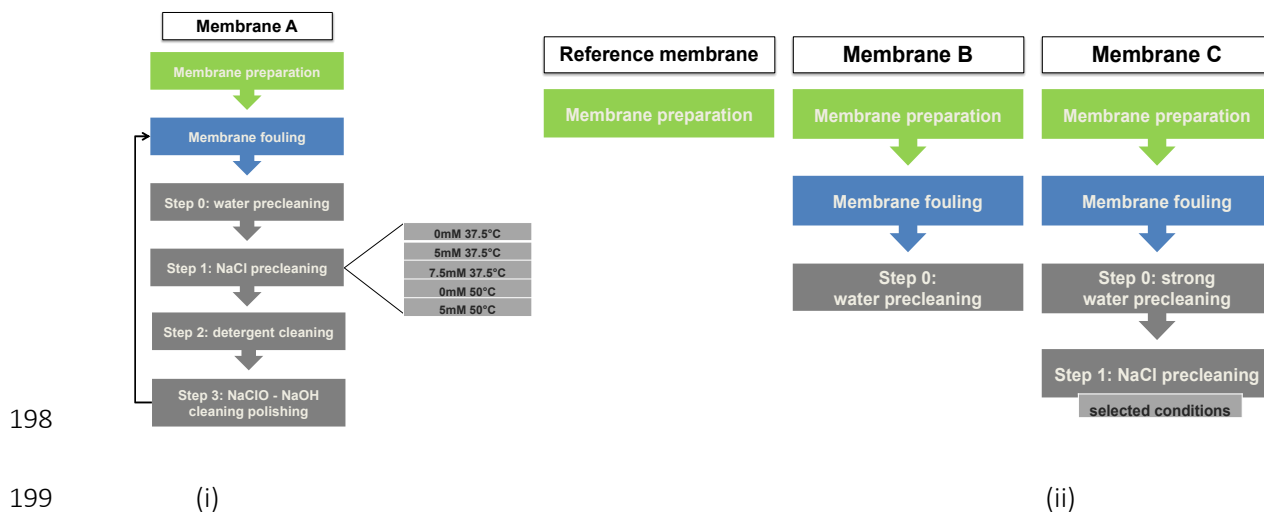 Membrane A
Membrane preparation
Membrane fouling
Step 0: water precleaning
Step 1: NaCl precleaning
0mM 37.5°C
5mM 37.5°C
7.5mM 37.5°C
0mM 50°C
5mM 50°C
Step 2: detergent cleaning
Step 3: NaClO - NaOH
cleaning polishing
Reference membrane
Membrane preparation
Membrane B
Membrane preparation
Membrane fouling
Step 0:
water precleaning
Membrane C
Membrane preparation
Membrane fouling
Step 0: strong
water precleaning
Step 1: NaCl precleaning
selected conditions
198
199 (i) (ii)